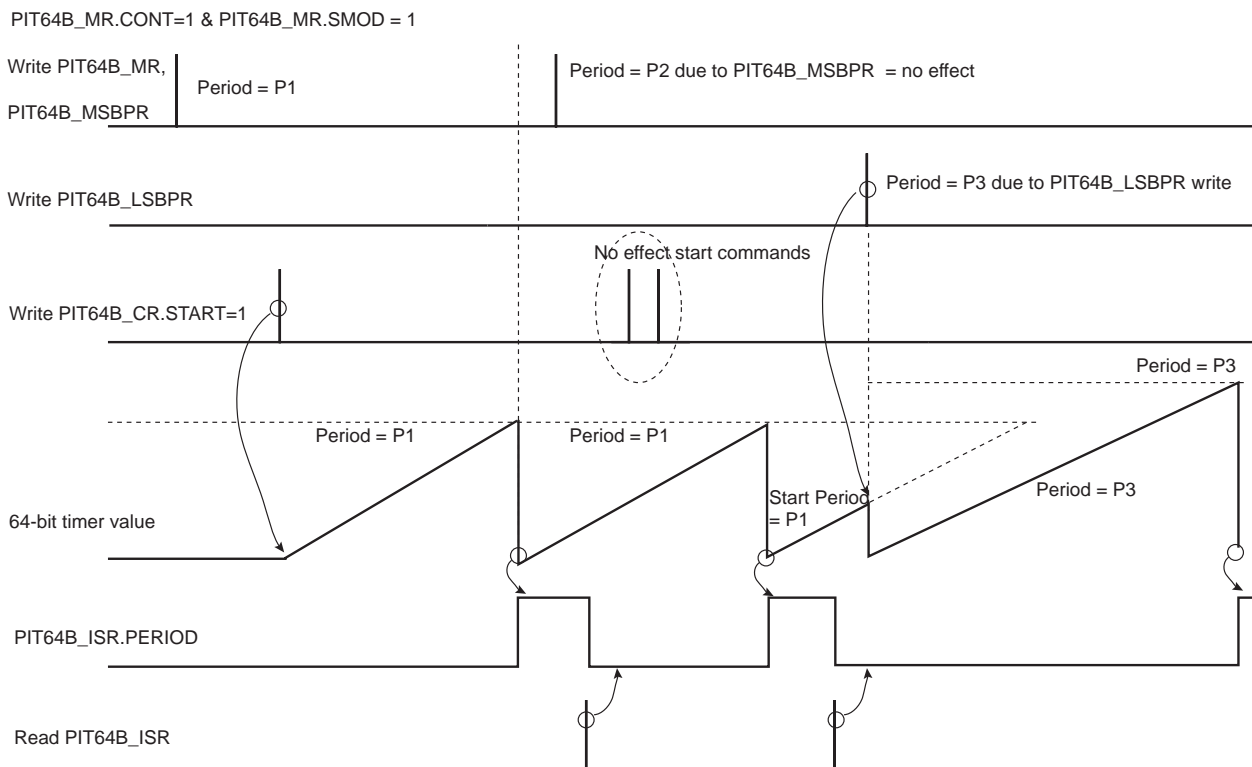 PIT64B_MR.CONT=1 & PIT64B_MR.SMOD = 1
Write PIT64B_MR,
PIT64B_MSBPR
Period = P1
Period = P2 due to PIT64B_MSBPR = no effect
Write PIT64B_LSBPR
Period = P3 due to PIT64B_LSBPR write
No effect start commands
Write PIT64B_CR.START=1
Period = P3
Period = P1
Period = P1
Start Period
= P1
Period = P3
64-bit timer value
PIT64B_ISR.PERIOD
Read PIT64B_ISR